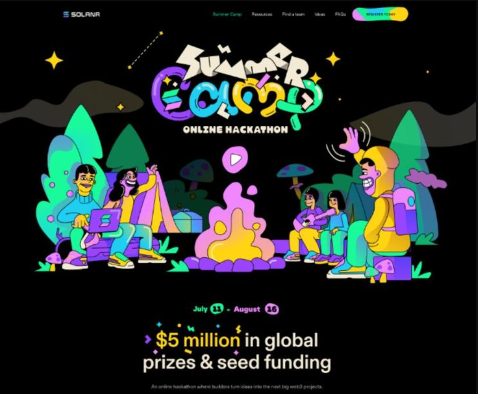 SOLANA
Summer Camp Resources Find a team Ideas FAQs
SUMMER
CAMP
ONLINE HACKATHON
July 11 - August 16
$5 million in global
prizes & seed funding
An online hackathon where builders turn ideas into the next big web3 projects.